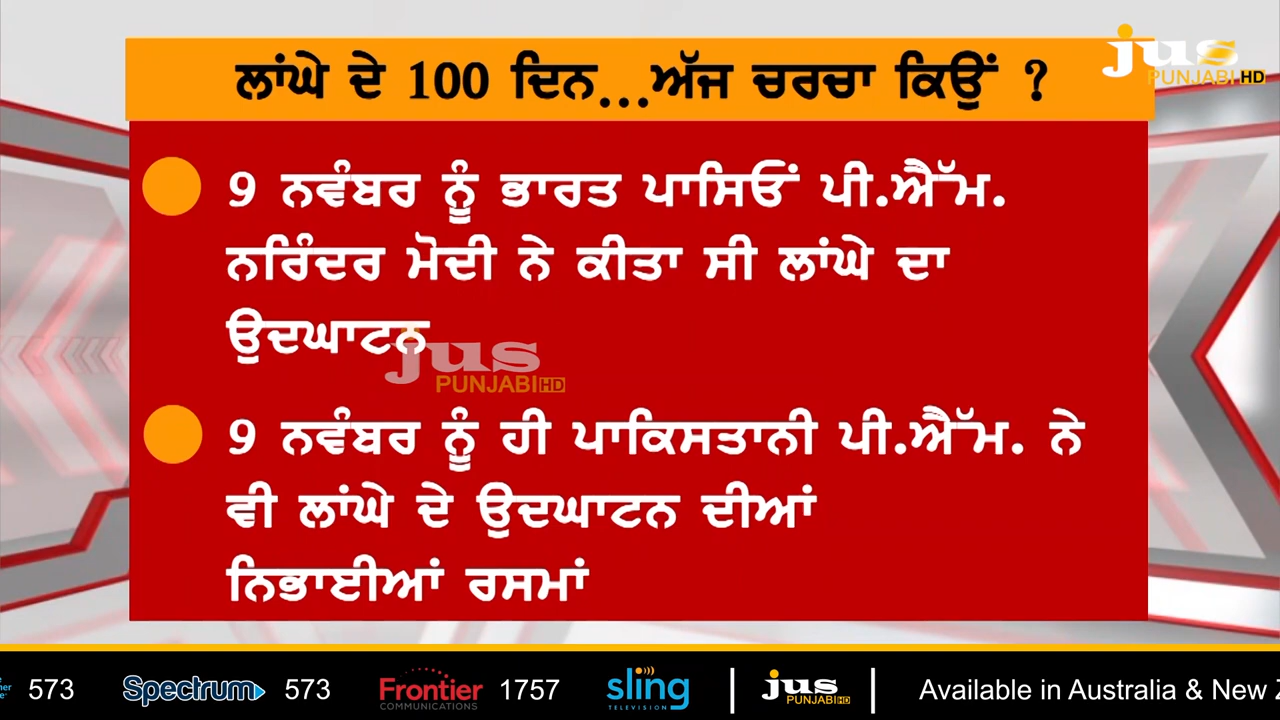 ਲਾਂਘੇ ਦੇ 100 ਦਿਨ...ਅੱਜ ਚਰਚਾ ਕਿਉਂ ?
jus
PUNJABI HD
9 ਨਵੰਬਰ ਨੂੰ ਭਾਰਤ ਪਾਸਿਓਂ ਪੀ.ਐੱਮ.
ਨਰਿੰਦਰ ਮੋਦੀ ਨੇ ਕੀਤਾ ਸੀ ਲਾਂਘੇ ਦਾ
ਉਦਘਾਟਨ
jus
PUNJABI HD
9 ਨਵੰਬਰ ਨੂੰ ਹੀ ਪਾਕਿਸਤਾਨੀ ਪੀ.ਐੱਮ. ਨੇ
ਵੀ ਲਾਂਘੇ ਦੇ ਉਦਘਾਟਨ ਦੀਆਂ
ਨਿਭਾਈਆਂ ਰਸਮਾਂ
573 Spectrum 573 Frontier COMMUNICATIONS 1757 sling TELEVISION | jus PUNJABI HD | Available in Australia & New